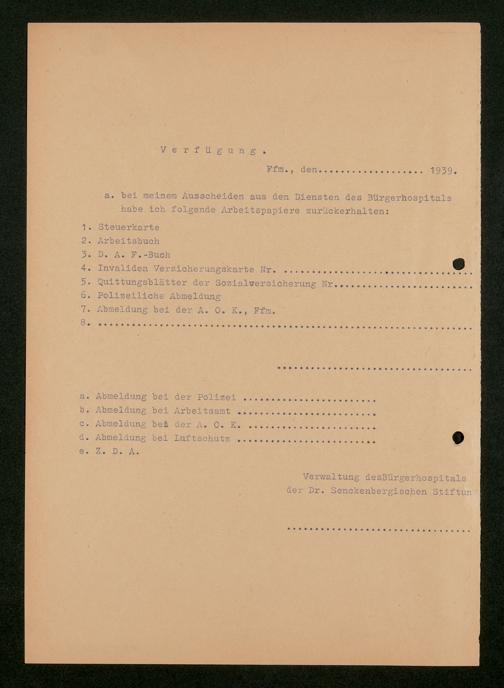 V e r f ü g u n g .
Ffm., den................... 1939.
a. bei meinem Ausscheiden aus den Diensten des Bürgerhospitals
habe ich folgende Arbeitspapiere zurückerhalten:
1. Steuerkarte
2. Arbeitsbuch
3. D. A. F.-Buch
4. Invaliden Versicherungskarte Nr. ..................................
5. Quittungsblätter der Sozialversicherung Nr.........................
6. Polizeiliche Abmeldung
7. Abmeldung bei der A. O. K., Ffm.
8. ...................................................................
...................................
a. Abmeldung bei der Polizei ........................
b. Abmeldung bei Arbeitsamt .........................
c. Abmeldung bei der A. O. K. .......................
d. Abmeldung bei Luftschutz .........................
e. Z. D. A.
Verwaltung desBürgerhospitals
der Dr. Senckenbergischen Stiftun
................................